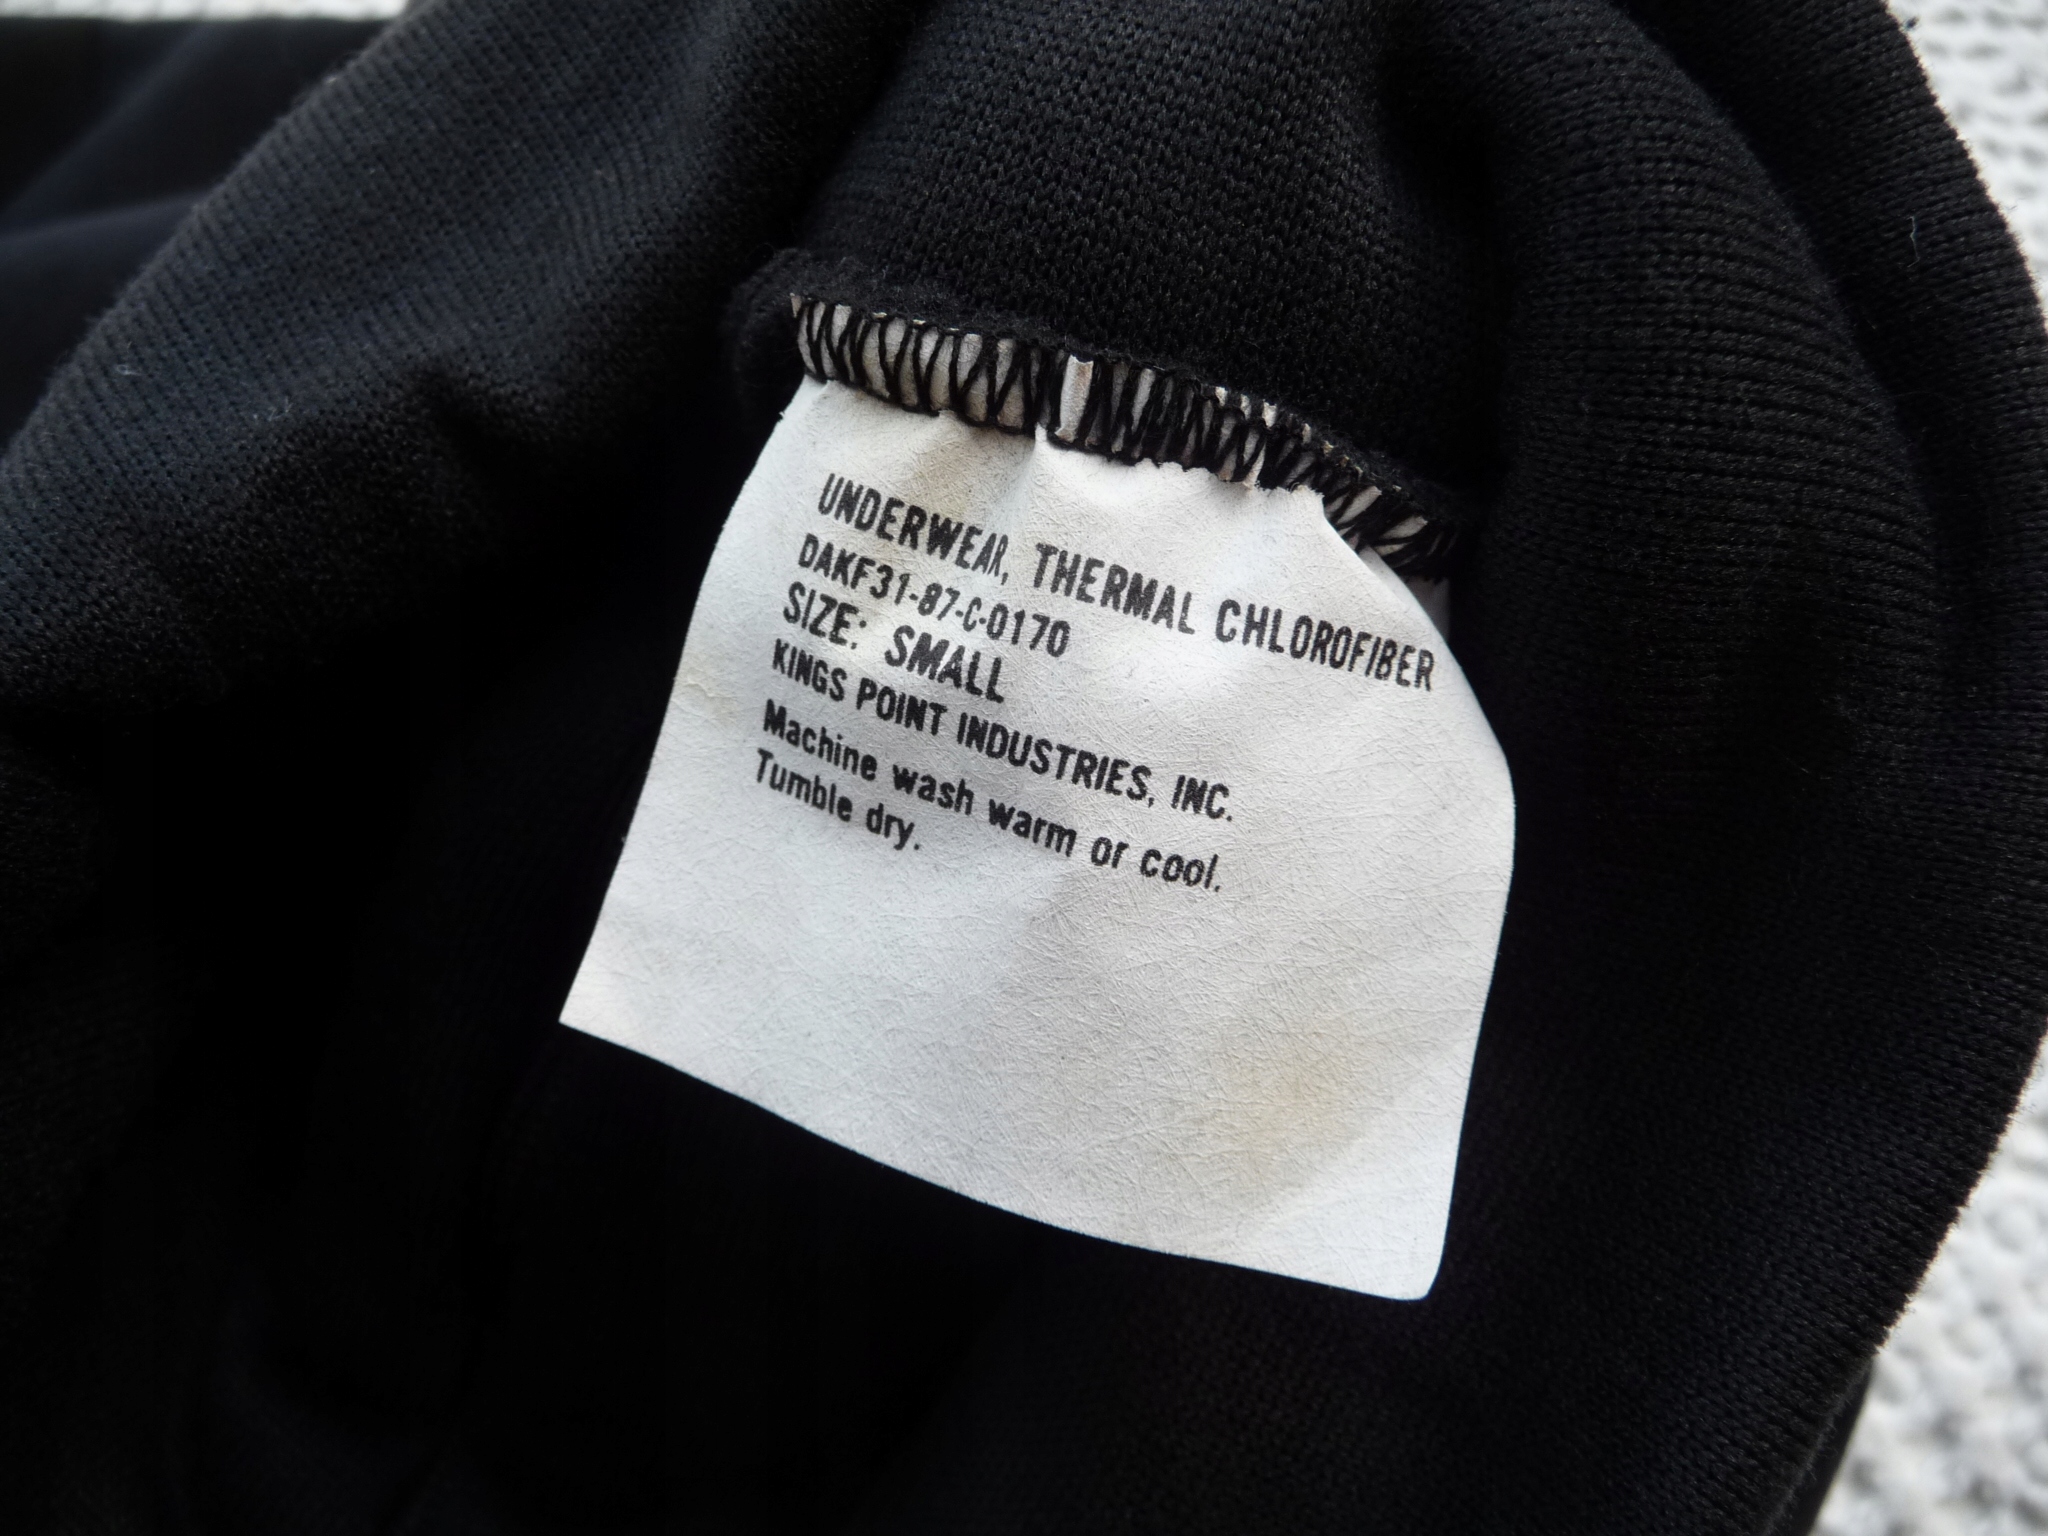 UNDERWEAR, THERMAL CHLOROFIBER
DAKF31-87-C-0170
SIZE: SMALL
KINGS POINT INDUSTRIES, INC.
Machine wash warm or cool.
Tumble dry.